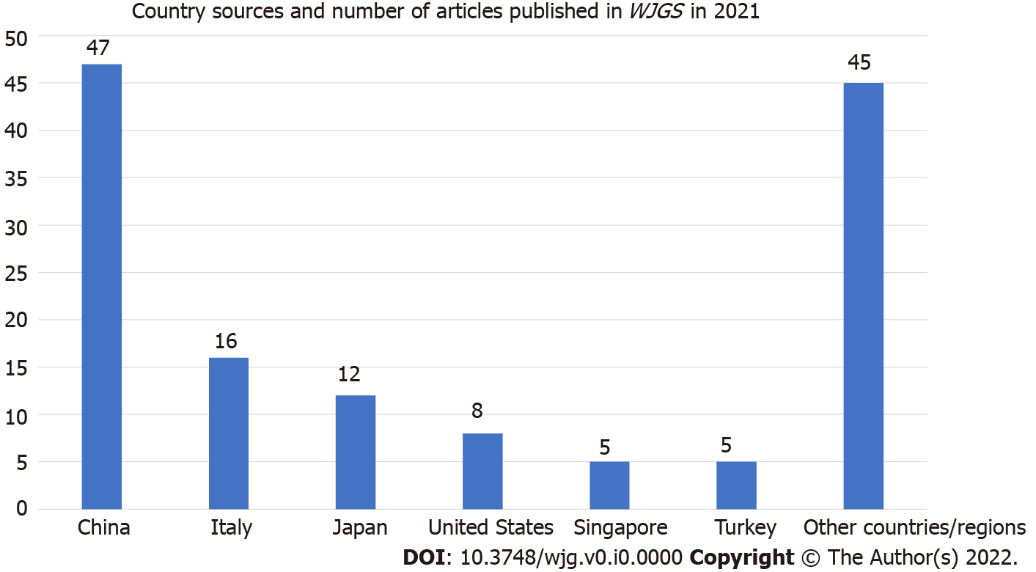 Country sources and number of articles published in WJGS in 2021
50
45
40
35
30
25
20
15
10
5
0
47
16
12
8
5
5
45
China
Italy
Japan
United States
Singapore
Turkey
Other countries/regions
DOI: 10.3748/wjg.v0.i0.0000 Copyright © The Author(s) 2022.